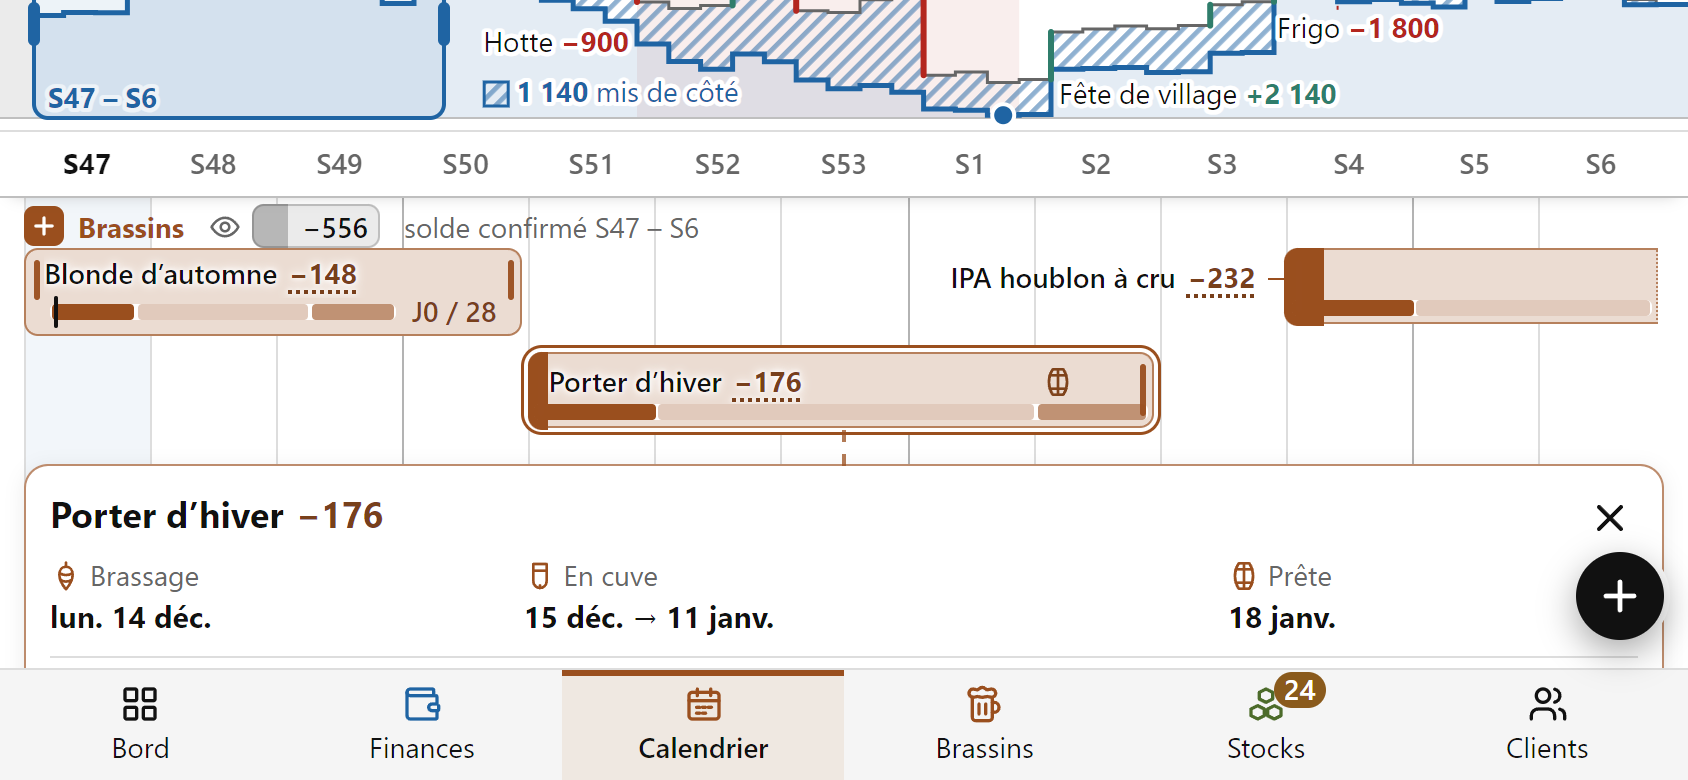 Hotte −900
Frigo −1 800
S47 – S6
1 140 mis de côté
Fête de village +2 140
S47 S48 S49 S50 S51 S52 S53 S1 S2 S3 S4 S5 S6
Brassins −556 solde confirmé S47 – S6
Blonde d’automne −148
J0 / 28
IPA houblon à cru −232
Porter d’hiver −176
Porter d’hiver −176
Brassage En cuve Prête
lun. 14 déc. 15 déc. → 11 janv. 18 janv.
24
Bord Finances Calendrier Brassins Stocks Clients